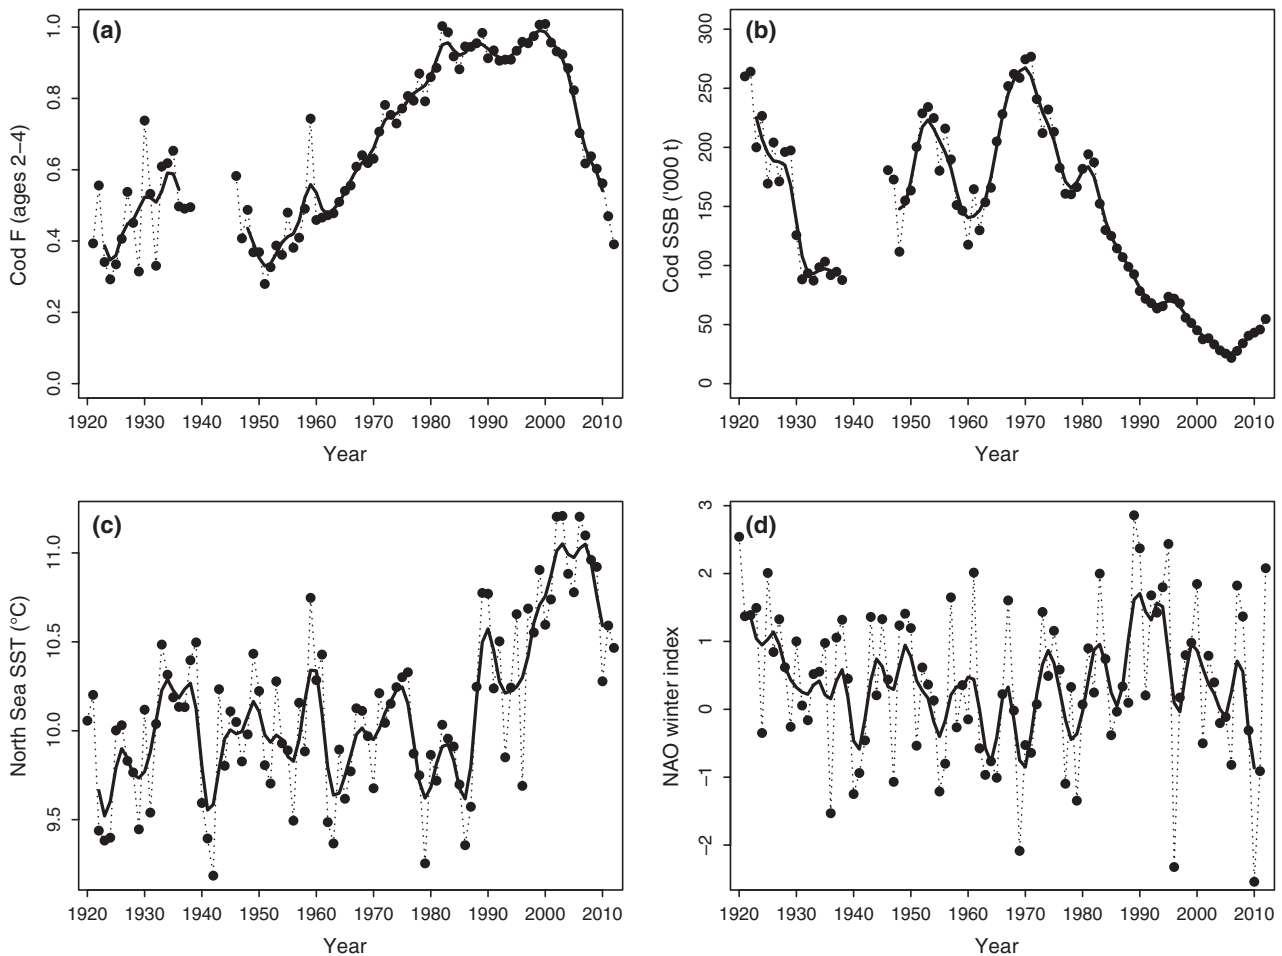 (a)
Cod F (ages 2–4)
1.0
0.8
0.6
0.4
0.2
0.0
1920 1930 1940 1950 1960 1970 1980 1990 2000 2010
Year
(b)
Cod SSB ('000 t)
300
250
200
150
100
50
0
1920 1930 1940 1950 1960 1970 1980 1990 2000 2010
Year
(c)
North Sea SST (°C)
11.0
10.5
10.0
9.5
1920 1930 1940 1950 1960 1970 1980 1990 2000 2010
Year
(d)
NAO winter index
3
2
1
0
−1
−2
1920 1930 1940 1950 1960 1970 1980 1990 2000 2010
Year